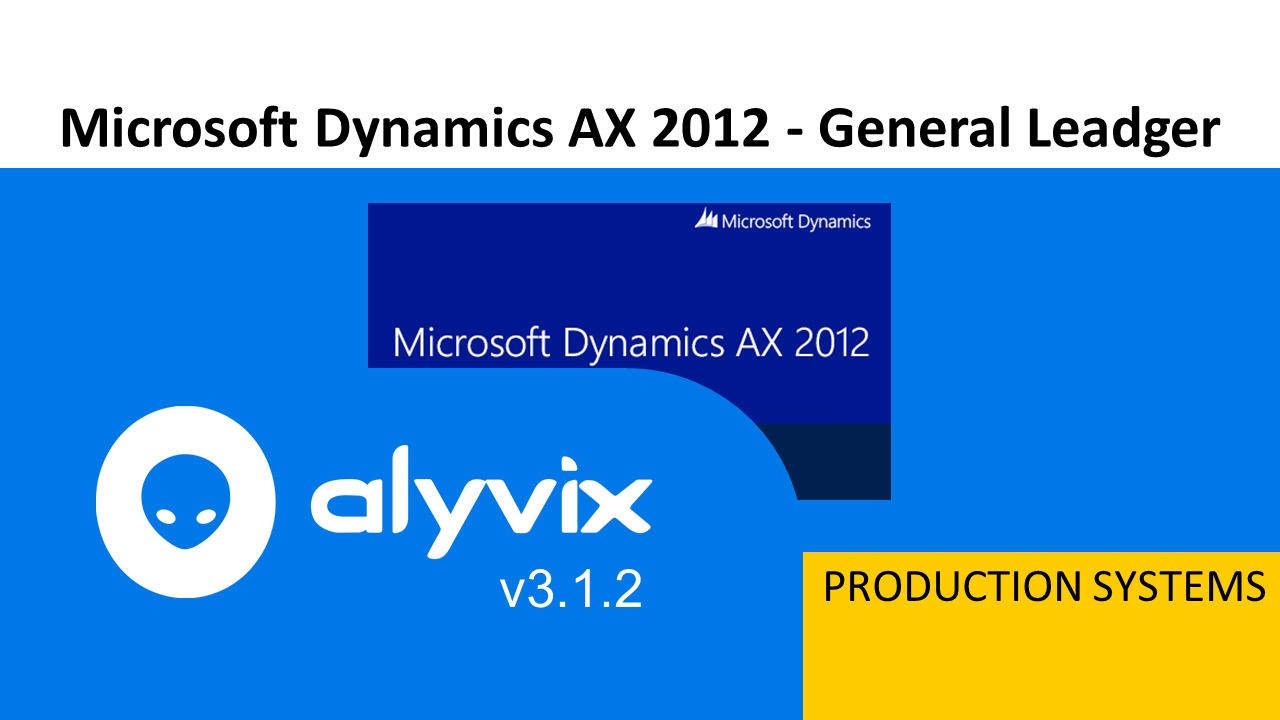 Microsoft Dynamics AX 2012 - General Leadger
Microsoft Dynamics
Microsoft Dynamics AX 2012
alyvix
v3.1.2
PRODUCTION SYSTEMS